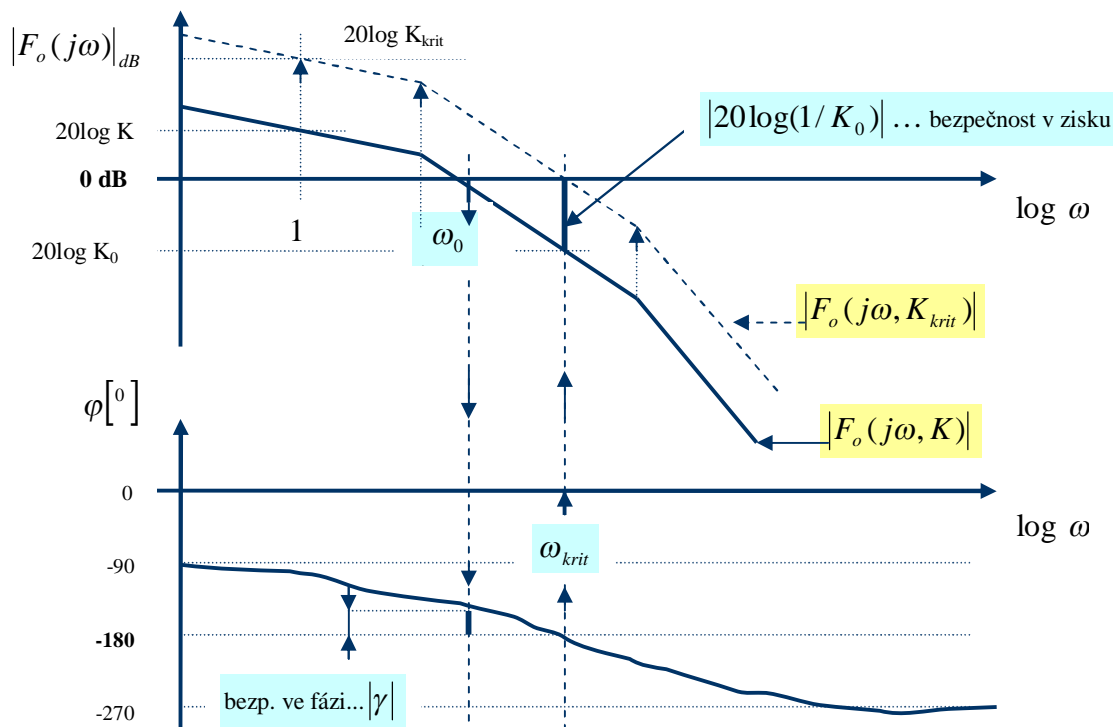 |F_o(jω)|_dB
20log K_krit
20log K
|20log(1/K_0)| … bezpečnost v zisku
0 dB
log ω
1
ω_0
20log K_0
|F_o(jω, K_krit)|
|F_o(jω, K)|
φ[^0]
0
log ω
ω_krit
-90
-180
bezp. ve fázi...|γ|
-270